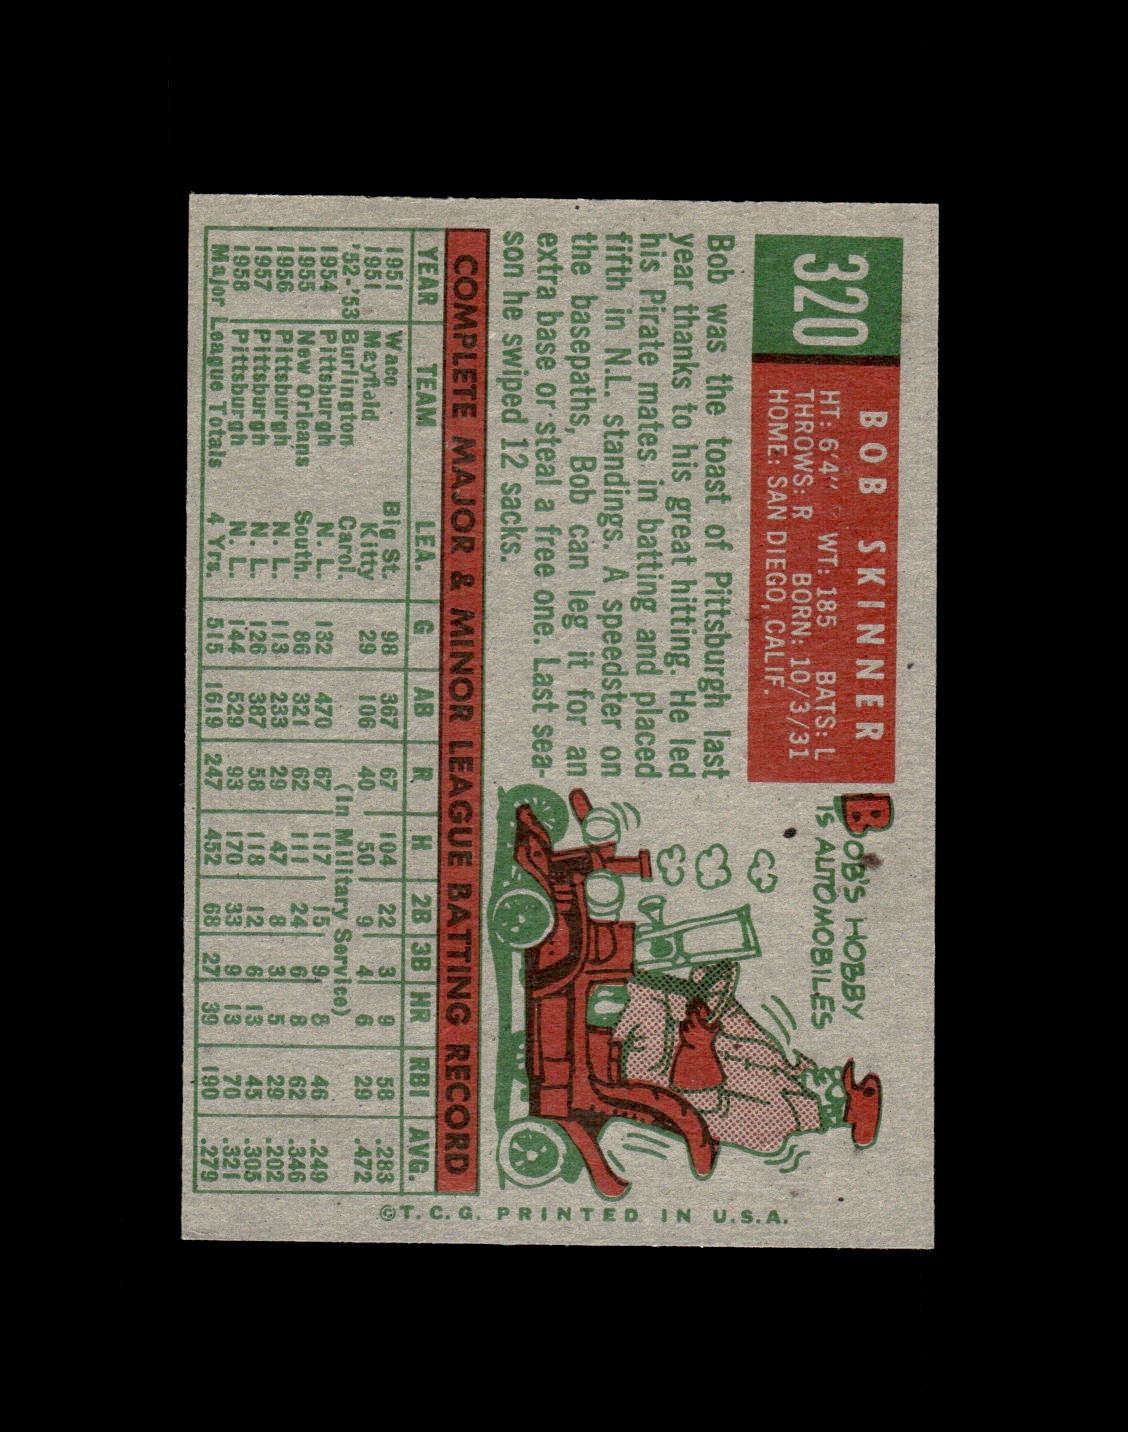 320
BOB SKINNER
HT: 6'4" WT: 185 BATS: L
THROWS: R BORN: 10/3/31
HOME: SAN DIEGO, CALIF.
BOB'S HOBBY
IS AUTOMOBILES
Bob was the toast of Pittsburgh last
year thanks to his great hitting. He led
his Pirate mates in batting and placed
fifth in N.L. standings. A speedster on
the basepaths, Bob can leg it for an
extra base or steal a free one. Last sea-
son he swiped 12 sacks.
COMPLETE MAJOR & MINOR LEAGUE BATTING RECORD
YEAR TEAM LEA. G AB R H 2B 3B HR RBI AVG.
1951 Waco Big St. 98 367 67 104 22 3 9 58 .283
1951 Mayfield Kitty 29 106 40 50 9 4 6 29 .472
'52-'53 Burlington Carol. (In Military Service)
1954 Pittsburgh N. L. 132 470 67 117 15 9 8 46 .249
1955 New Orleans South. 86 321 62 111 24 6 8 62 .346
1956 Pittsburgh N. L. 113 233 29 47 8 3 5 29 .202
1957 Pittsburgh N. L. 126 387 58 118 12 6 13 45 .305
1958 Pittsburgh N. L. 144 529 93 170 33 9 13 70 .321
Major League Totals 4 Yrs. 515 1619 247 452 68 27 39 190 .279
©T.C.G. PRINTED IN U.S.A.